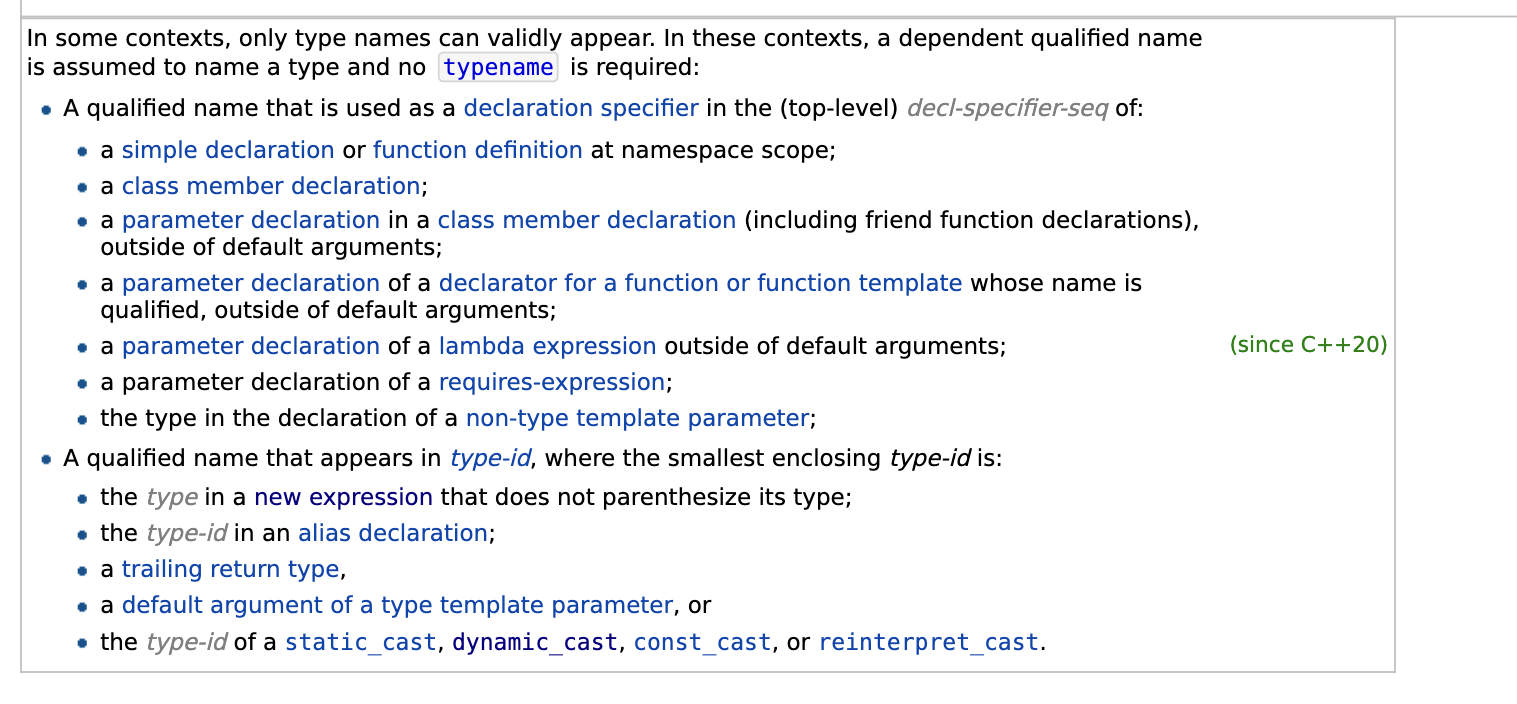 In some contexts, only type names can validly appear. In these contexts, a dependent qualified name
is assumed to name a type and no typename is required:
A qualified name that is used as a declaration specifier in the (top-level) decl-specifier-seq of:
a simple declaration or function definition at namespace scope;
a class member declaration;
a parameter declaration in a class member declaration (including friend function declarations),
outside of default arguments;
a parameter declaration of a declarator for a function or function template whose name is
qualified, outside of default arguments;
a parameter declaration of a lambda expression outside of default arguments;
(since C++20)
a parameter declaration of a requires-expression;
the type in the declaration of a non-type template parameter;
A qualified name that appears in type-id, where the smallest enclosing type-id is:
the type in a new expression that does not parenthesize its type;
the type-id in an alias declaration;
a trailing return type,
a default argument of a type template parameter, or
the type-id of a static_cast, dynamic_cast, const_cast, or reinterpret_cast.